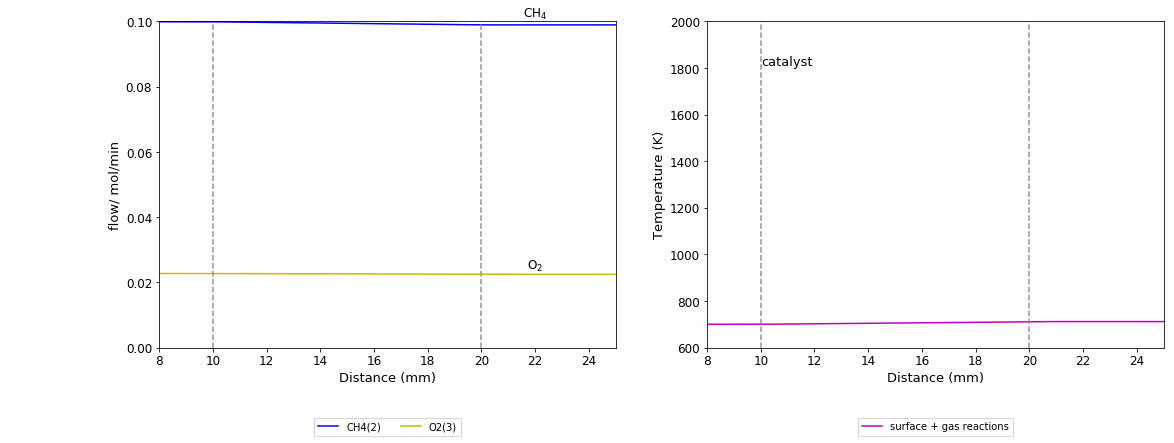 CH₄
0.10
0.08
0.06
0.04
0.02
0.00
flow/ mol/min
O₂
8 10 12 14 16 18 20 22 24
Distance (mm)
CH4(2) O2(3)
2000
1800
1600
1400
1200
1000
800
600
Temperature (K)
catalyst
8 10 12 14 16 18 20 22 24
Distance (mm)
surface + gas reactions